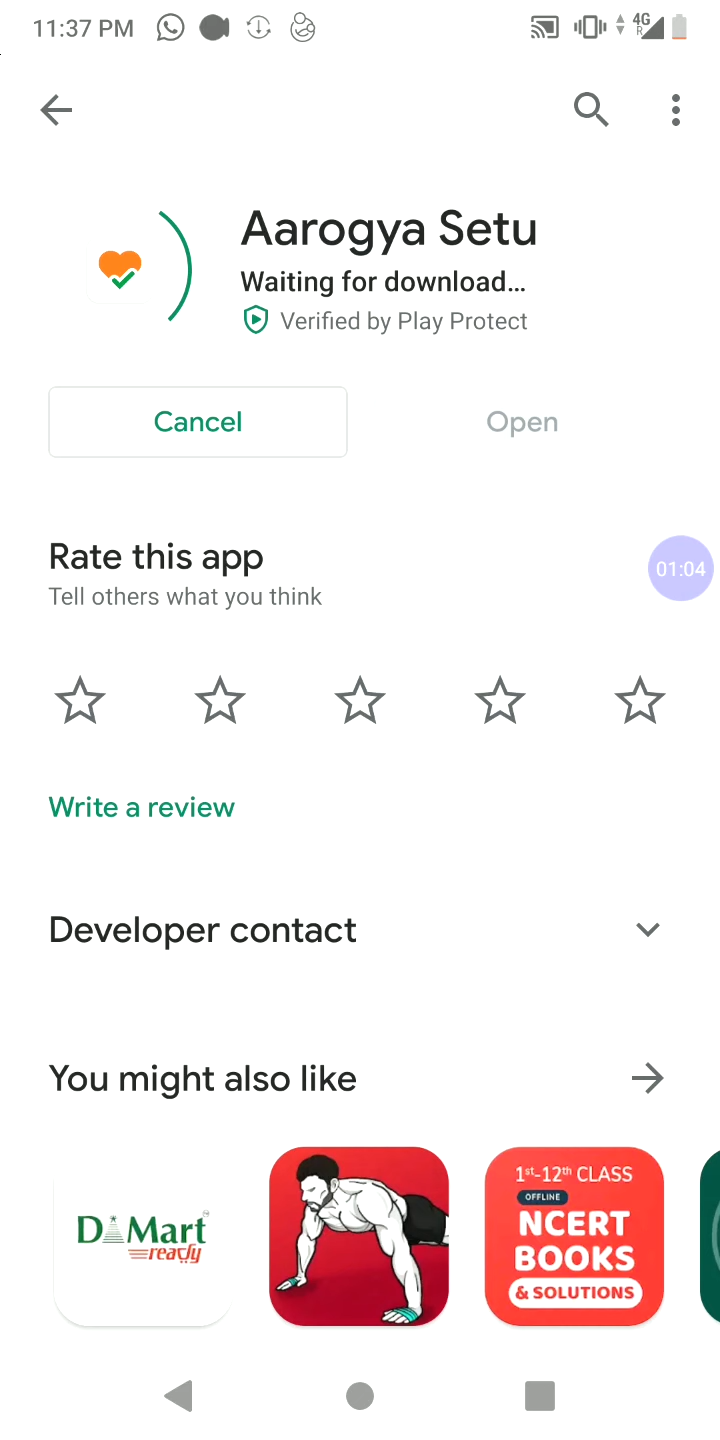 11:37 PM
4G
R
Aarogya Setu
Waiting for download...
Verified by Play Protect
Cancel
Open
Rate this app
01:04
Tell others what you think
Write a review
Developer contact
You might also like
D Mart
ready
1st-12th CLASS
OFFLINE
NCERT
BOOKS
& SOLUTIONS